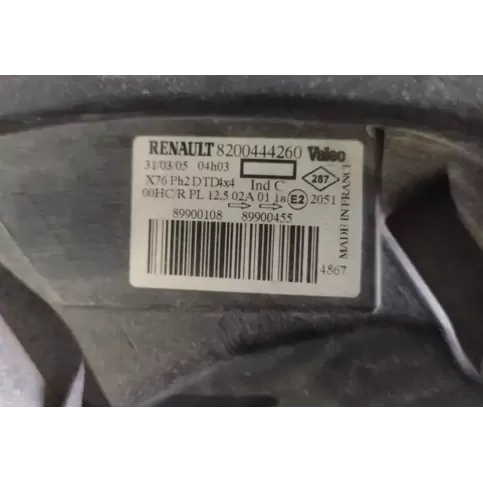 RENAULT 8200444260 Valeo
31/03/05 04h03
X76 Ph2 DTD4x4 Ind C 287
00HC/R PL 12.5 02A 01 1a E2 2051
89900108 89900455
4867
MADE IN FRANCE